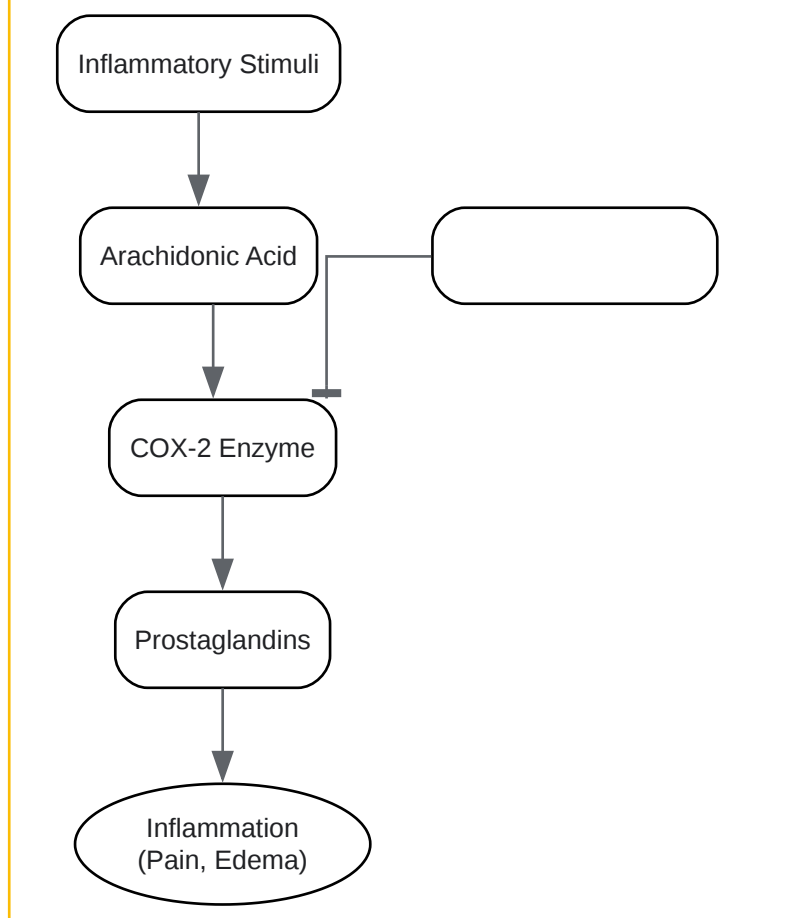 Inflammatory Stimuli
Arachidonic Acid
COX-2 Enzyme
Prostaglandins
Inflammation
(Pain, Edema)